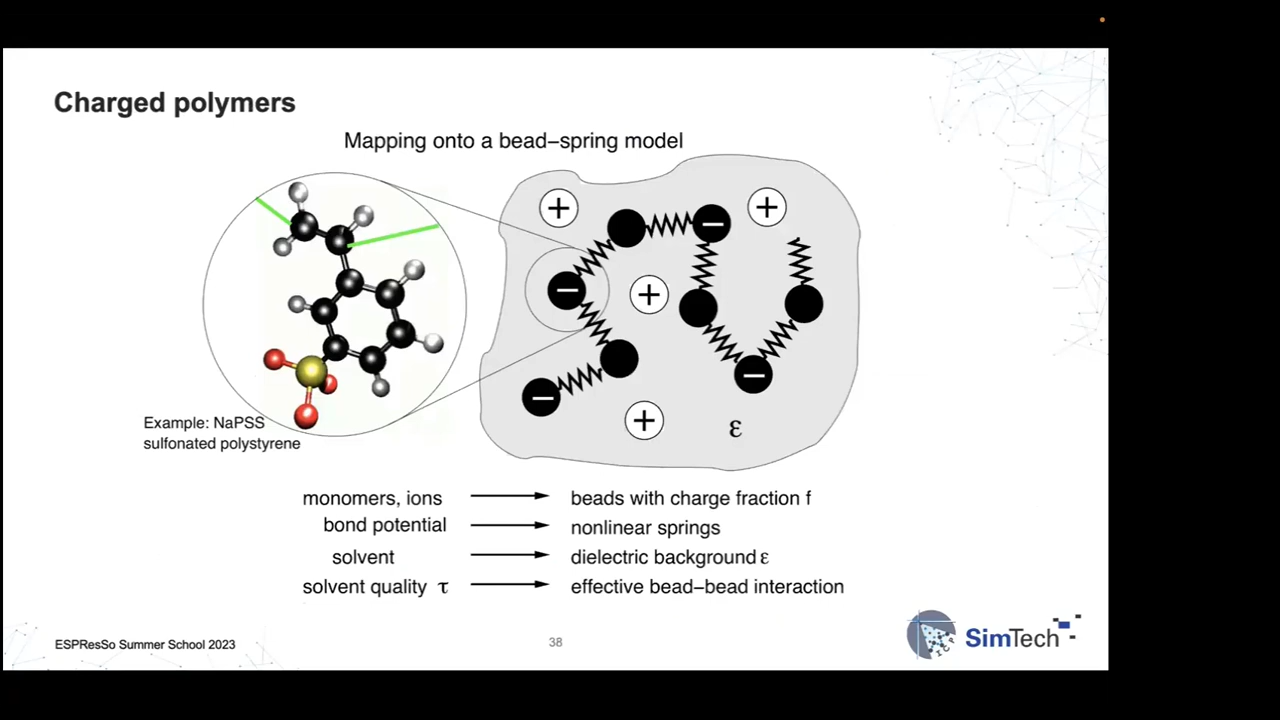 Charged polymers
Mapping onto a bead−spring model
+
+
−
−
+
−
−
+
ε
Example: NaPSS
sulfonated polystyrene
monomers, ions
beads with charge fraction f
bond potential
nonlinear springs
solvent
dielectric background ε
solvent quality τ
effective bead−bead interaction
ESPResSo Summer School 2023
38
ICP
SimTech